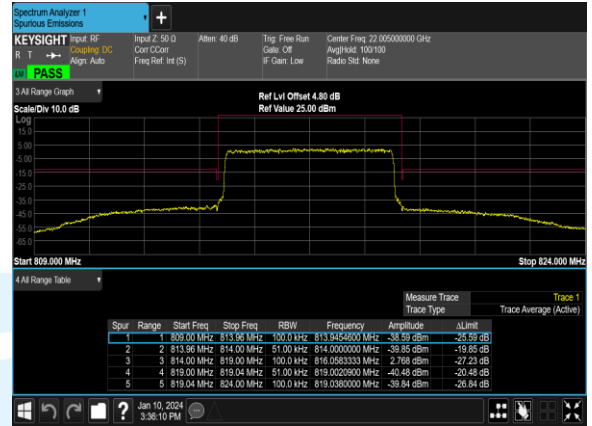 Spectrum Analyzer 1
Spurious Emissions
+
KEYSIGHT Input: RF Input Z: 50 Ω Atten: 40 dB Trig: Free Run Center Freq: 22.005000000 GHz
R T Coupling: DC Corr CCorr Gate: Off Avg|Hold: 100/100
Align: Auto Freq Ref: Int (S) IF Gain: Low Radio Std: None
PASS
3 All Range Graph
Ref Lvl Offset 4.80 dB
Scale/Div 10.0 dB Ref Value 25.00 dBm
Log
15.0
5.00
-5.00
-15.0
-25.0
-35.0
-45.0
-55.0
-65.0
Start 809.000 MHz Stop 824.000 MHz
4 All Range Table
Measure Trace Trace 1
Trace Type Trace Average (Active)
Spur Range Start Freq Stop Freq RBW Frequency Amplitude ΔLimit
1 1 809.00 MHz 813.96 MHz 100.0 kHz 813.9454600 MHz -38.59 dBm -25.59 dB
2 2 813.96 MHz 814.00 MHz 51.00 kHz 814.0000000 MHz -39.85 dBm -19.85 dB
3 3 814.00 MHz 819.00 MHz 100.0 kHz 816.0583333 MHz 2.768 dBm -27.23 dB
4 4 819.00 MHz 819.04 MHz 51.00 kHz 819.0020900 MHz -40.48 dBm -20.48 dB
5 5 819.04 MHz 824.00 MHz 100.0 kHz 819.0380000 MHz -39.84 dBm -26.84 dB
?
Jan 10, 2024
3:36:10 PM